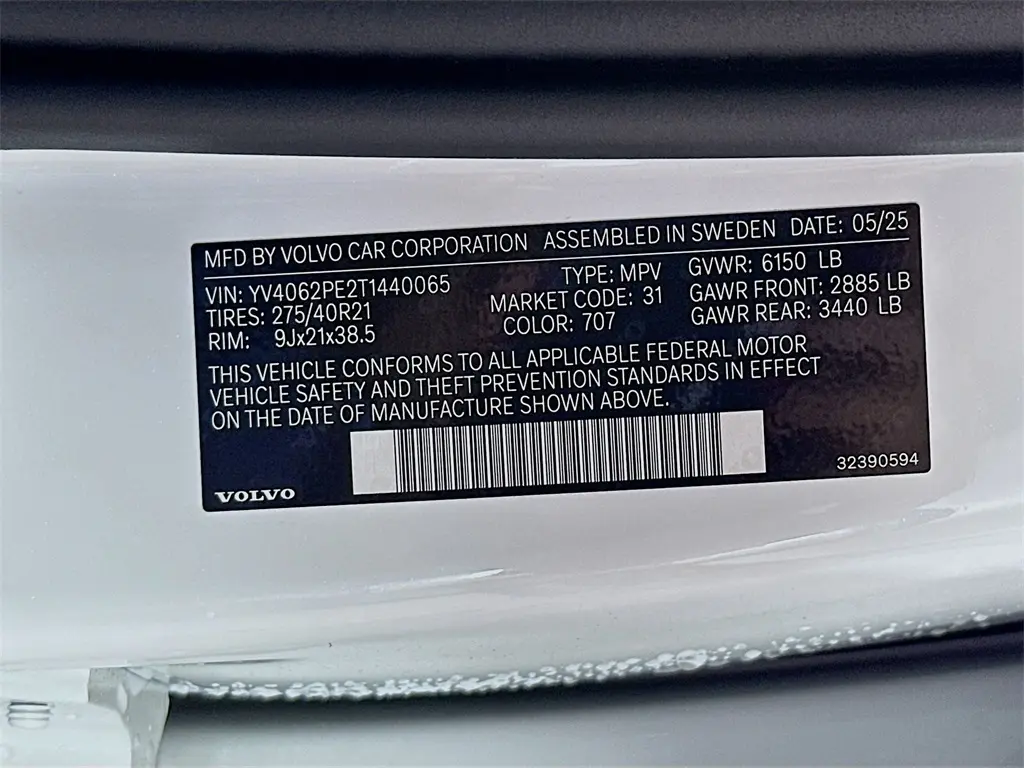 MFD BY VOLVO CAR CORPORATION ASSEMBLED IN SWEDEN DATE: 05/25
VIN: YV4062PE2T1440065 TYPE: MPV GVWR: 6150 LB
TIRES: 275/40R21 MARKET CODE: 31 GAWR FRONT: 2885 LB
RIM: 9Jx21x38.5 COLOR: 707 GAWR REAR: 3440 LB
THIS VEHICLE CONFORMS TO ALL APPLICABLE FEDERAL MOTOR
VEHICLE SAFETY AND THEFT PREVENTION STANDARDS IN EFFECT
ON THE DATE OF MANUFACTURE SHOWN ABOVE.
VOLVO 32390594